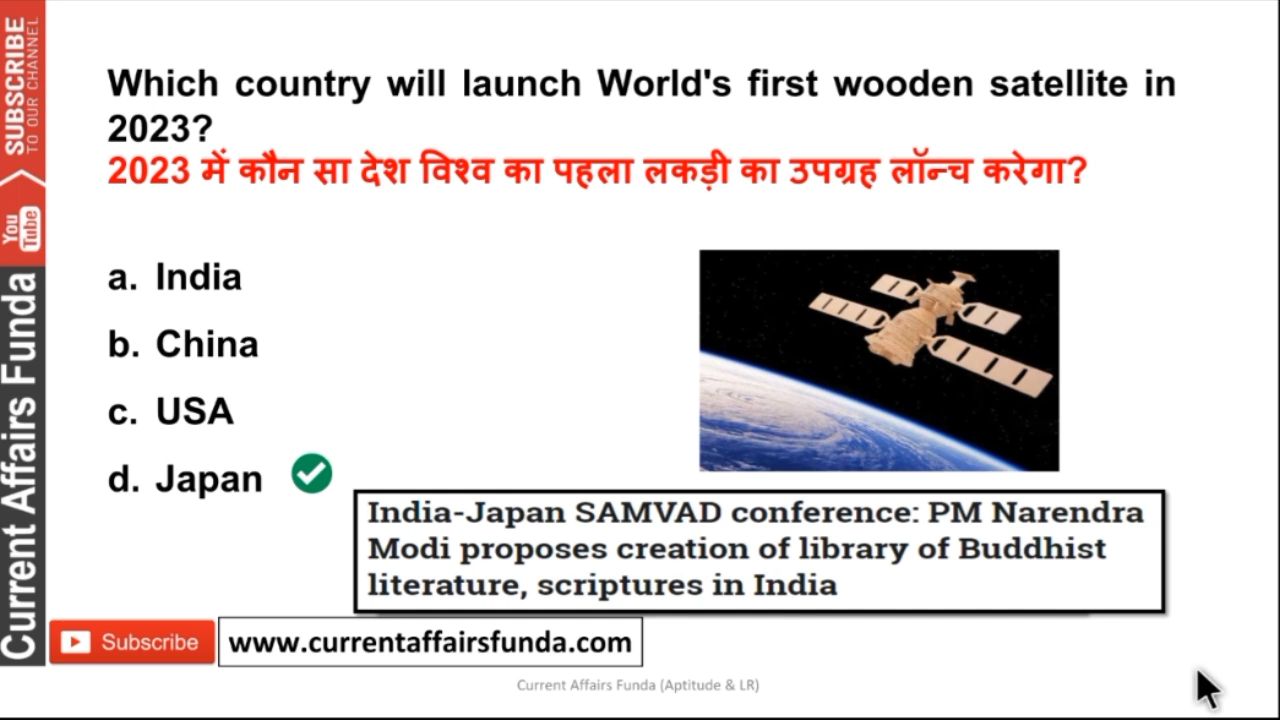 Which country will launch World's first wooden satellite in
2023?
2023 में कौन सा देश विश्व का पहला लकड़ी का उपग्रह लॉन्च करेगा?
a. India
b. China
c. USA
d. Japan
India-Japan SAMVAD conference: PM Narendra
Modi proposes creation of library of Buddhist
literature, scriptures in India
Subscribe
www.currentaffairsfunda.com
Current Affairs Funda (Aptitude & LR)
SUBSCRIBE
TO OUR CHANNEL
You
Tube
Current Affairs Funda